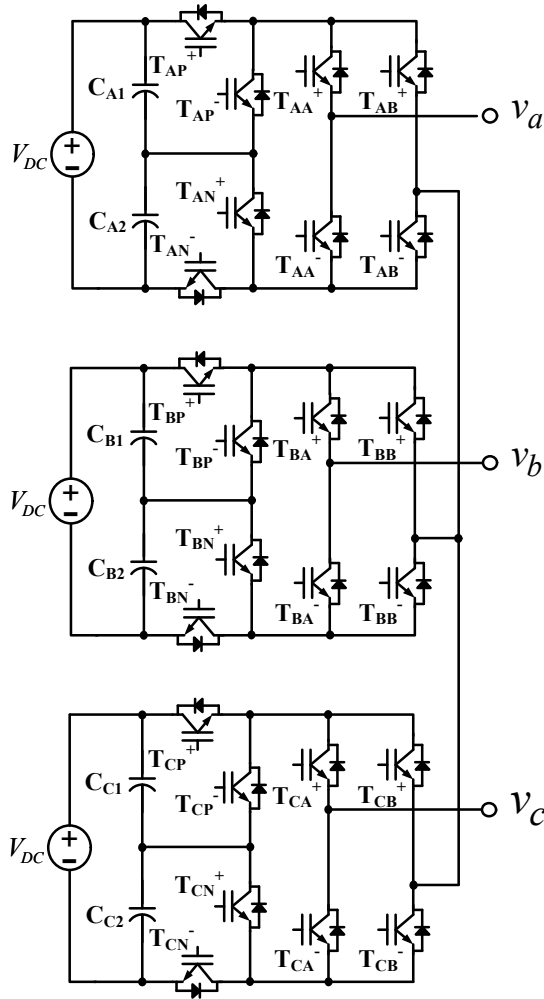 T_AP+
C_A1
T_AP-
T_AA+
T_AB+
v_a
V_DC
T_AN+
C_A2
T_AN-
T_AA-
T_AB-
T_BP+
C_B1
T_BP-
T_BA+
T_BB+
v_b
V_DC
T_BN+
C_B2
T_BN-
T_BA-
T_BB-
T_CP+
C_C1
T_CP-
T_CA+
T_CB+
v_c
V_DC
T_CN+
C_C2
T_CN-
T_CA-
T_CB-